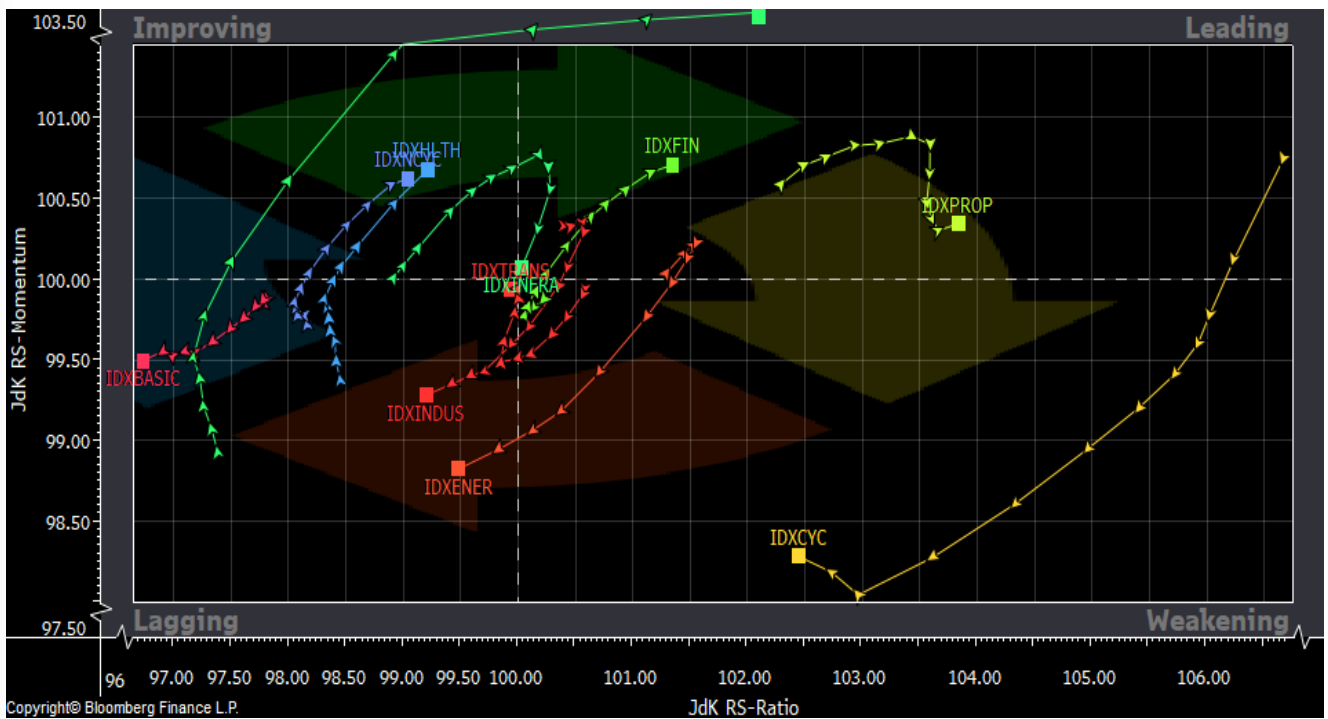 103.50
Improving
Leading
101.00
IDXHLTH
IDXNCYC
IDXFIN
100.50
IDXPROP
100.00
IDXTRANS
IDXINFRA
JdK RS-Momentum
99.50
IDXBASIC
IDXINDUS
99.00
IDXENER
98.50
IDXCYC
97.50
Lagging
Weakening
96 97.00 97.50 98.00 98.50 99.00 99.50 100.00 101.00 102.00 103.00 104.00 105.00 106.00
Copyright© Bloomberg Finance L.P.
JdK RS-Ratio